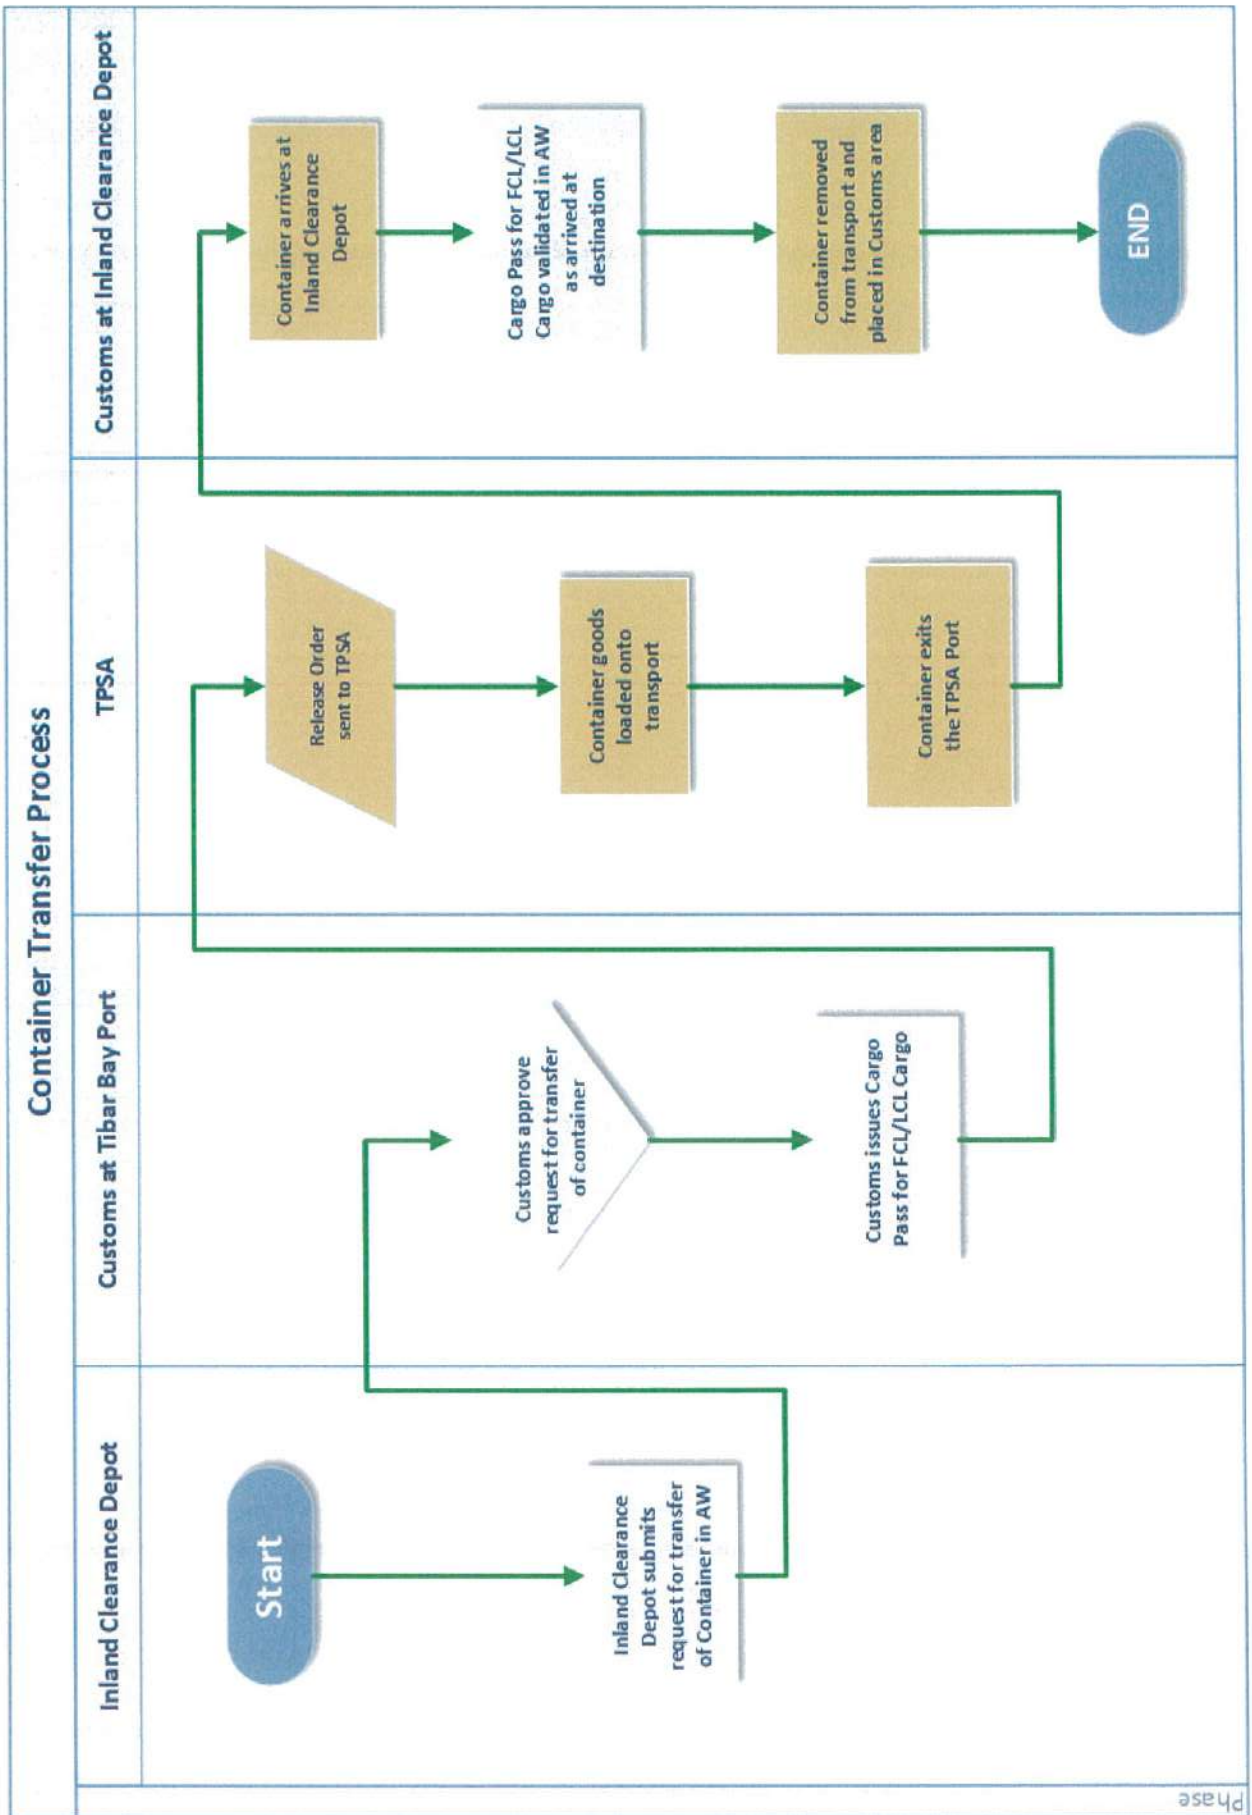 Container Transfer Process
Inland Clearance Depot
Customs at Tibar Bay Port
TPSA
Customs at Inland Clearance Depot
Start
Inland Clearance
Depot submits
request for transfer
of Container in AW
Customs approve
request for transfer
of container
Customs issues Cargo
Pass for FCL/LCL Cargo
Release Order
sent to TPSA
Container goods
loaded onto
transport
Container exits
the TPSA Port
Container arrives at
Inland Clearance
Depot
Cargo Pass for FCL/LCL
Cargo validated in AW
as arrived at
destination
Container removed
from transport and
placed in Customs area
END
Phase